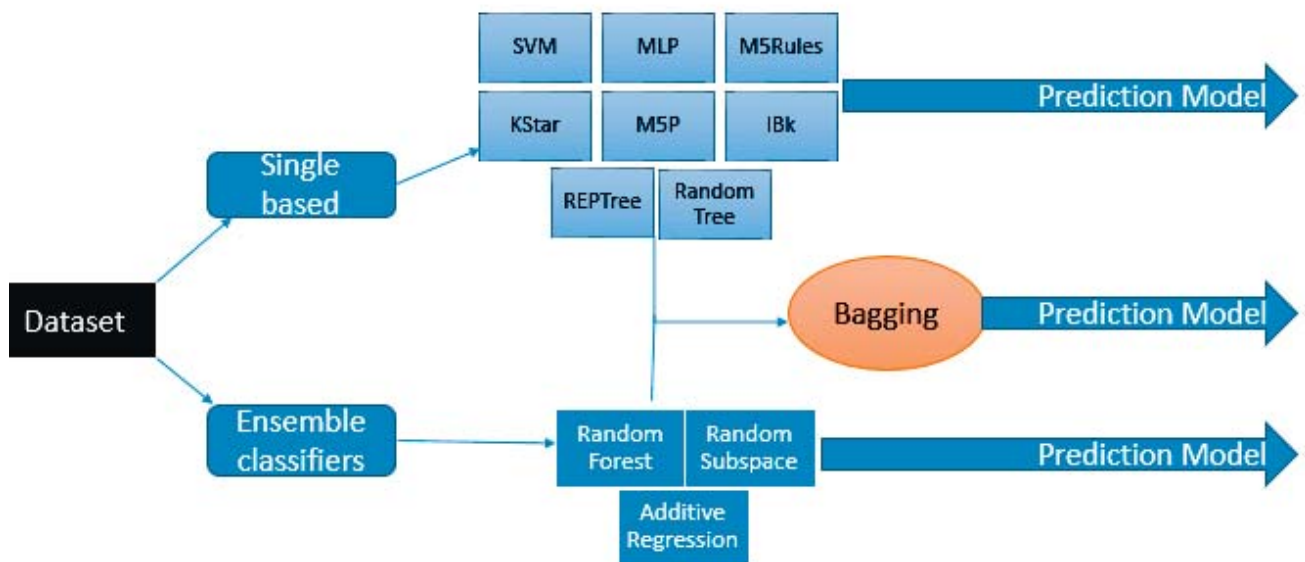 SVM
MLP
M5Rules
Prediction Model
KStar
M5P
IBk
Single
based
REPTree
Random
Tree
Dataset
Bagging
Prediction Model
Ensemble
classifiers
Random
Forest
Random
Subspace
Prediction Model
Additive
Regression